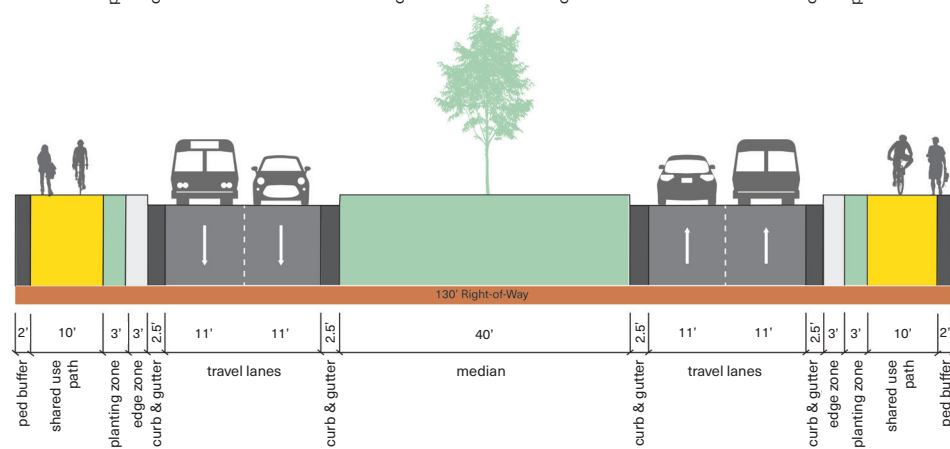 130' Right-of-Way
2'
10'
3'
3'
2.5'
11'
11'
2.5'
40'
2.5'
11'
11'
2.5'
3'
3'
10'
2'
ped buffer
shared use
path
planting zone
edge zone
curb & gutter
travel lanes
curb & gutter
median
curb & gutter
travel lanes
curb & gutter
edge zone
planting zone
shared use
path
ped buffer